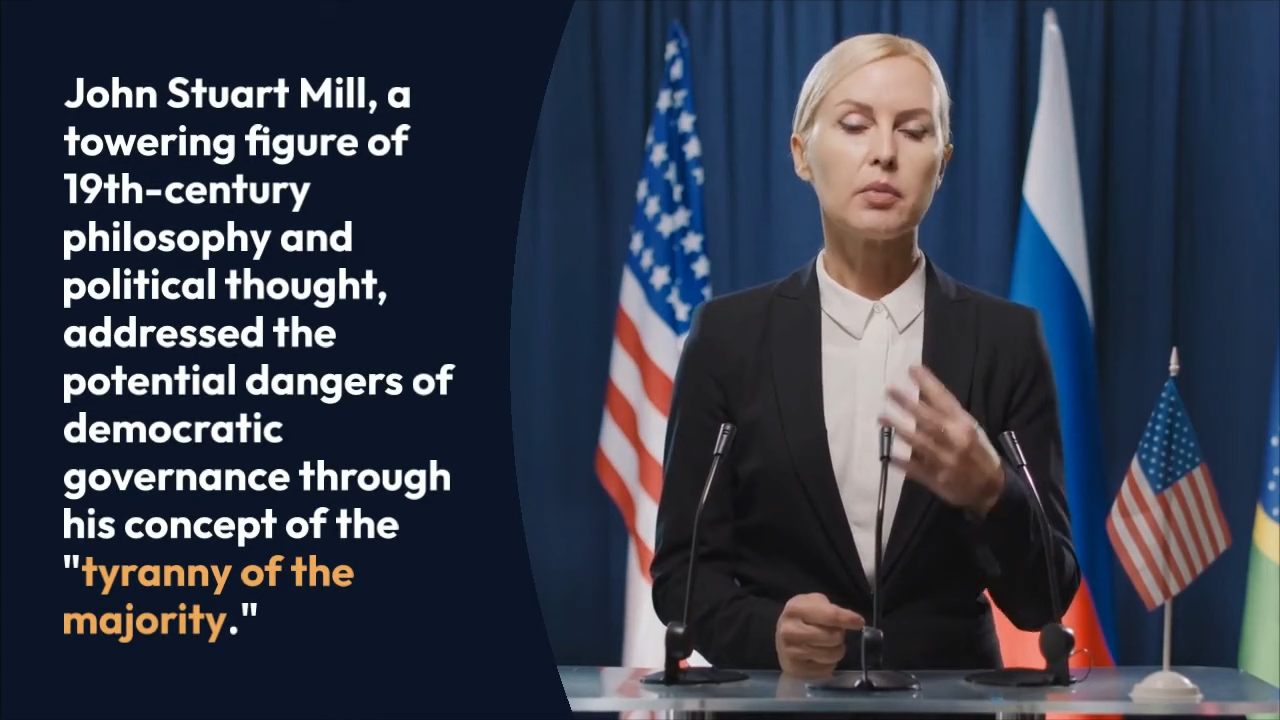 John Stuart Mill, a
towering figure of
19th-century
philosophy and
political thought,
addressed the
potential dangers of
democratic
governance through
his concept of the
"tyranny of the
majority."